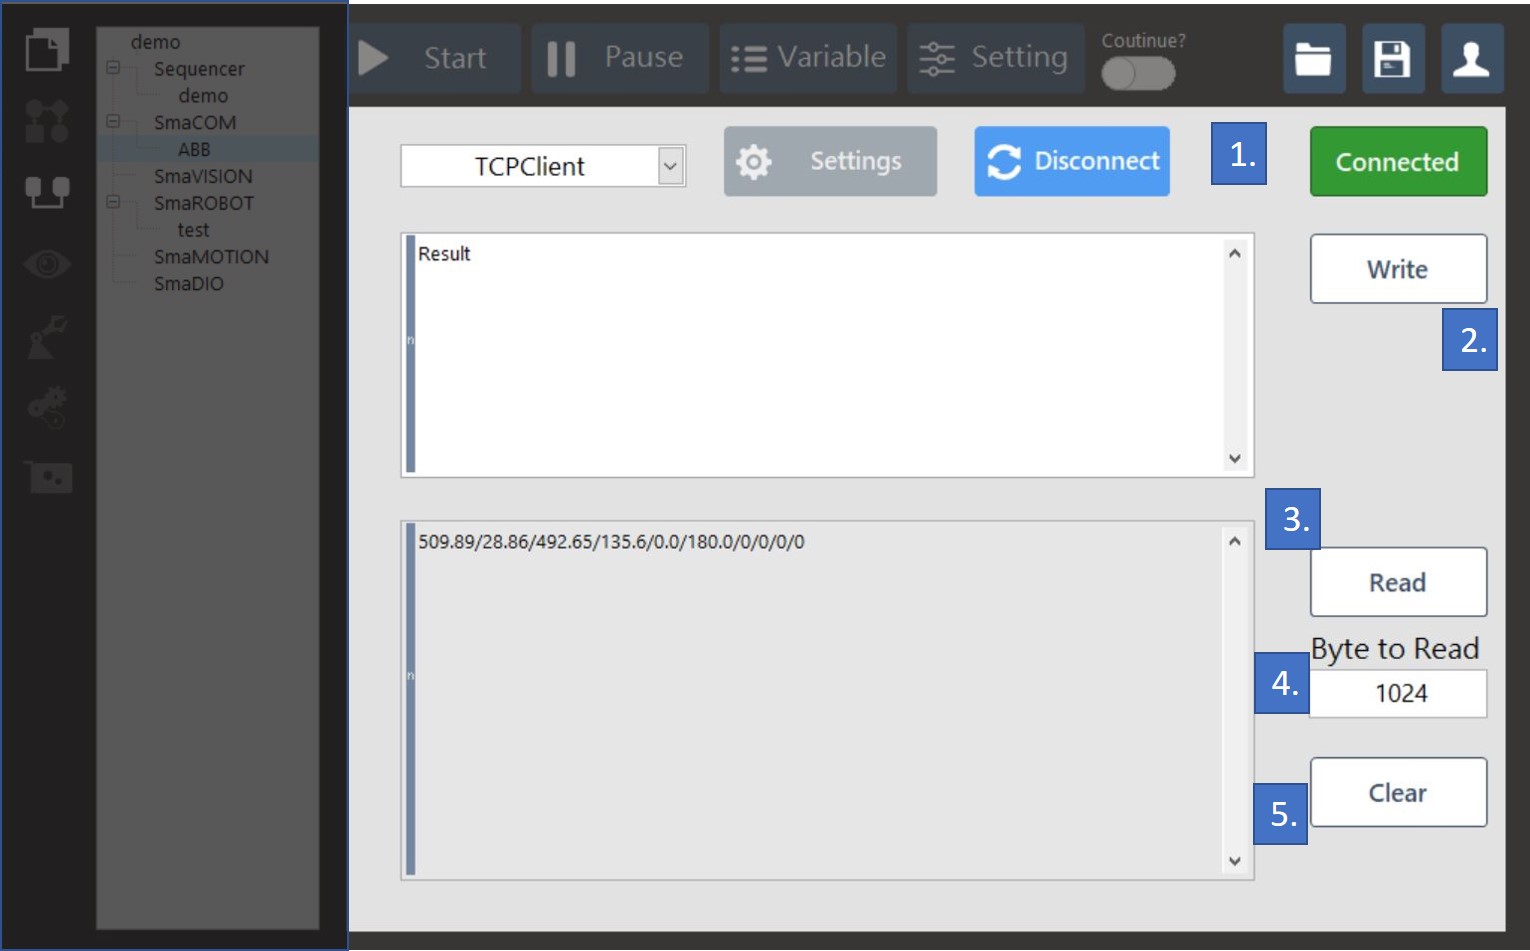 demo
Sequencer
demo
SmaCOM
ABB
SmaVISION
SmaROBOT
test
SmaMOTION
SmaDIO
Start
Pause
Variable
Setting
Coutinue?
TCPClient
Settings
Disconnect
1.
Connected
Result
n
Write
2.
3.
509.89/28.86/492.65/135.6/0.0/180.0/0/0/0/0
n
Read
Byte to Read
4.
1024
Clear
5.